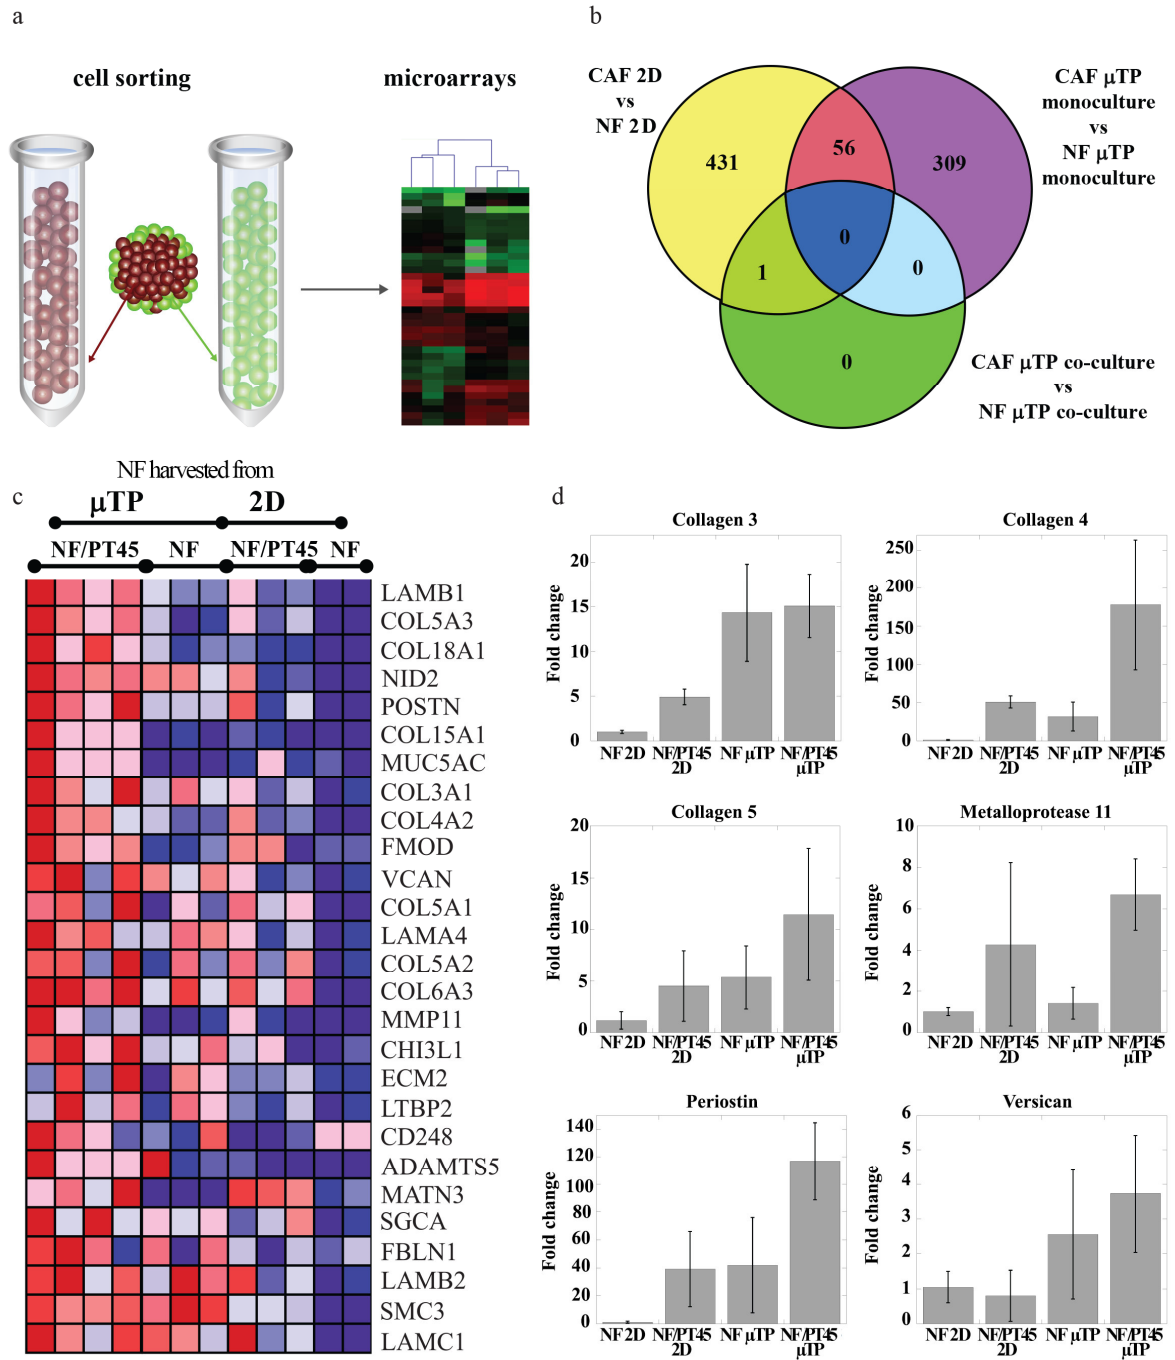 a
cell sorting
microarrays
b
CAF 2D
vs
NF 2D
CAF µTP
monoculture
vs
NF µTP
monoculture
431
56
309
0
1
0
0
CAF µTP co-culture
vs
NF µTP co-culture
c
NF harvested from
µTP
2D
NF/PT45
NF
NF/PT45
NF
LAMB1
COL5A3
COL18A1
NID2
POSTN
COL15A1
MUC5AC
COL3A1
COL4A2
FMOD
VCAN
COL5A1
LAMA4
COL5A2
COL6A3
MMP11
CHI3L1
ECM2
LTBP2
CD248
ADAMTS5
MATN3
SGCA
FBLN1
LAMB2
SMC3
LAMC1
d
Collagen 3
Fold change
20
15
10
5
0
NF 2D
NF/PT45
2D
NF µTP
NF/PT45
µTP
Collagen 4
Fold change
250
200
150
100
50
0
NF 2D
NF/PT45
2D
NF µTP
NF/PT45
µTP
Collagen 5
Fold change
20
15
10
5
0
NF 2D
NF/PT45
2D
NF µTP
NF/PT45
µTP
Metalloprotease 11
Fold change
10
8
6
4
2
0
NF 2D
NF/PT45
2D
NF µTP
NF/PT45
µTP
Periostin
Fold change
140
120
100
80
60
40
20
0
NF 2D
NF/PT45
2D
NF µTP
NF/PT45
µTP
Versican
Fold change
6
5
4
3
2
1
0
NF 2D
NF/PT45
2D
NF µTP
NF/PT45
µTP